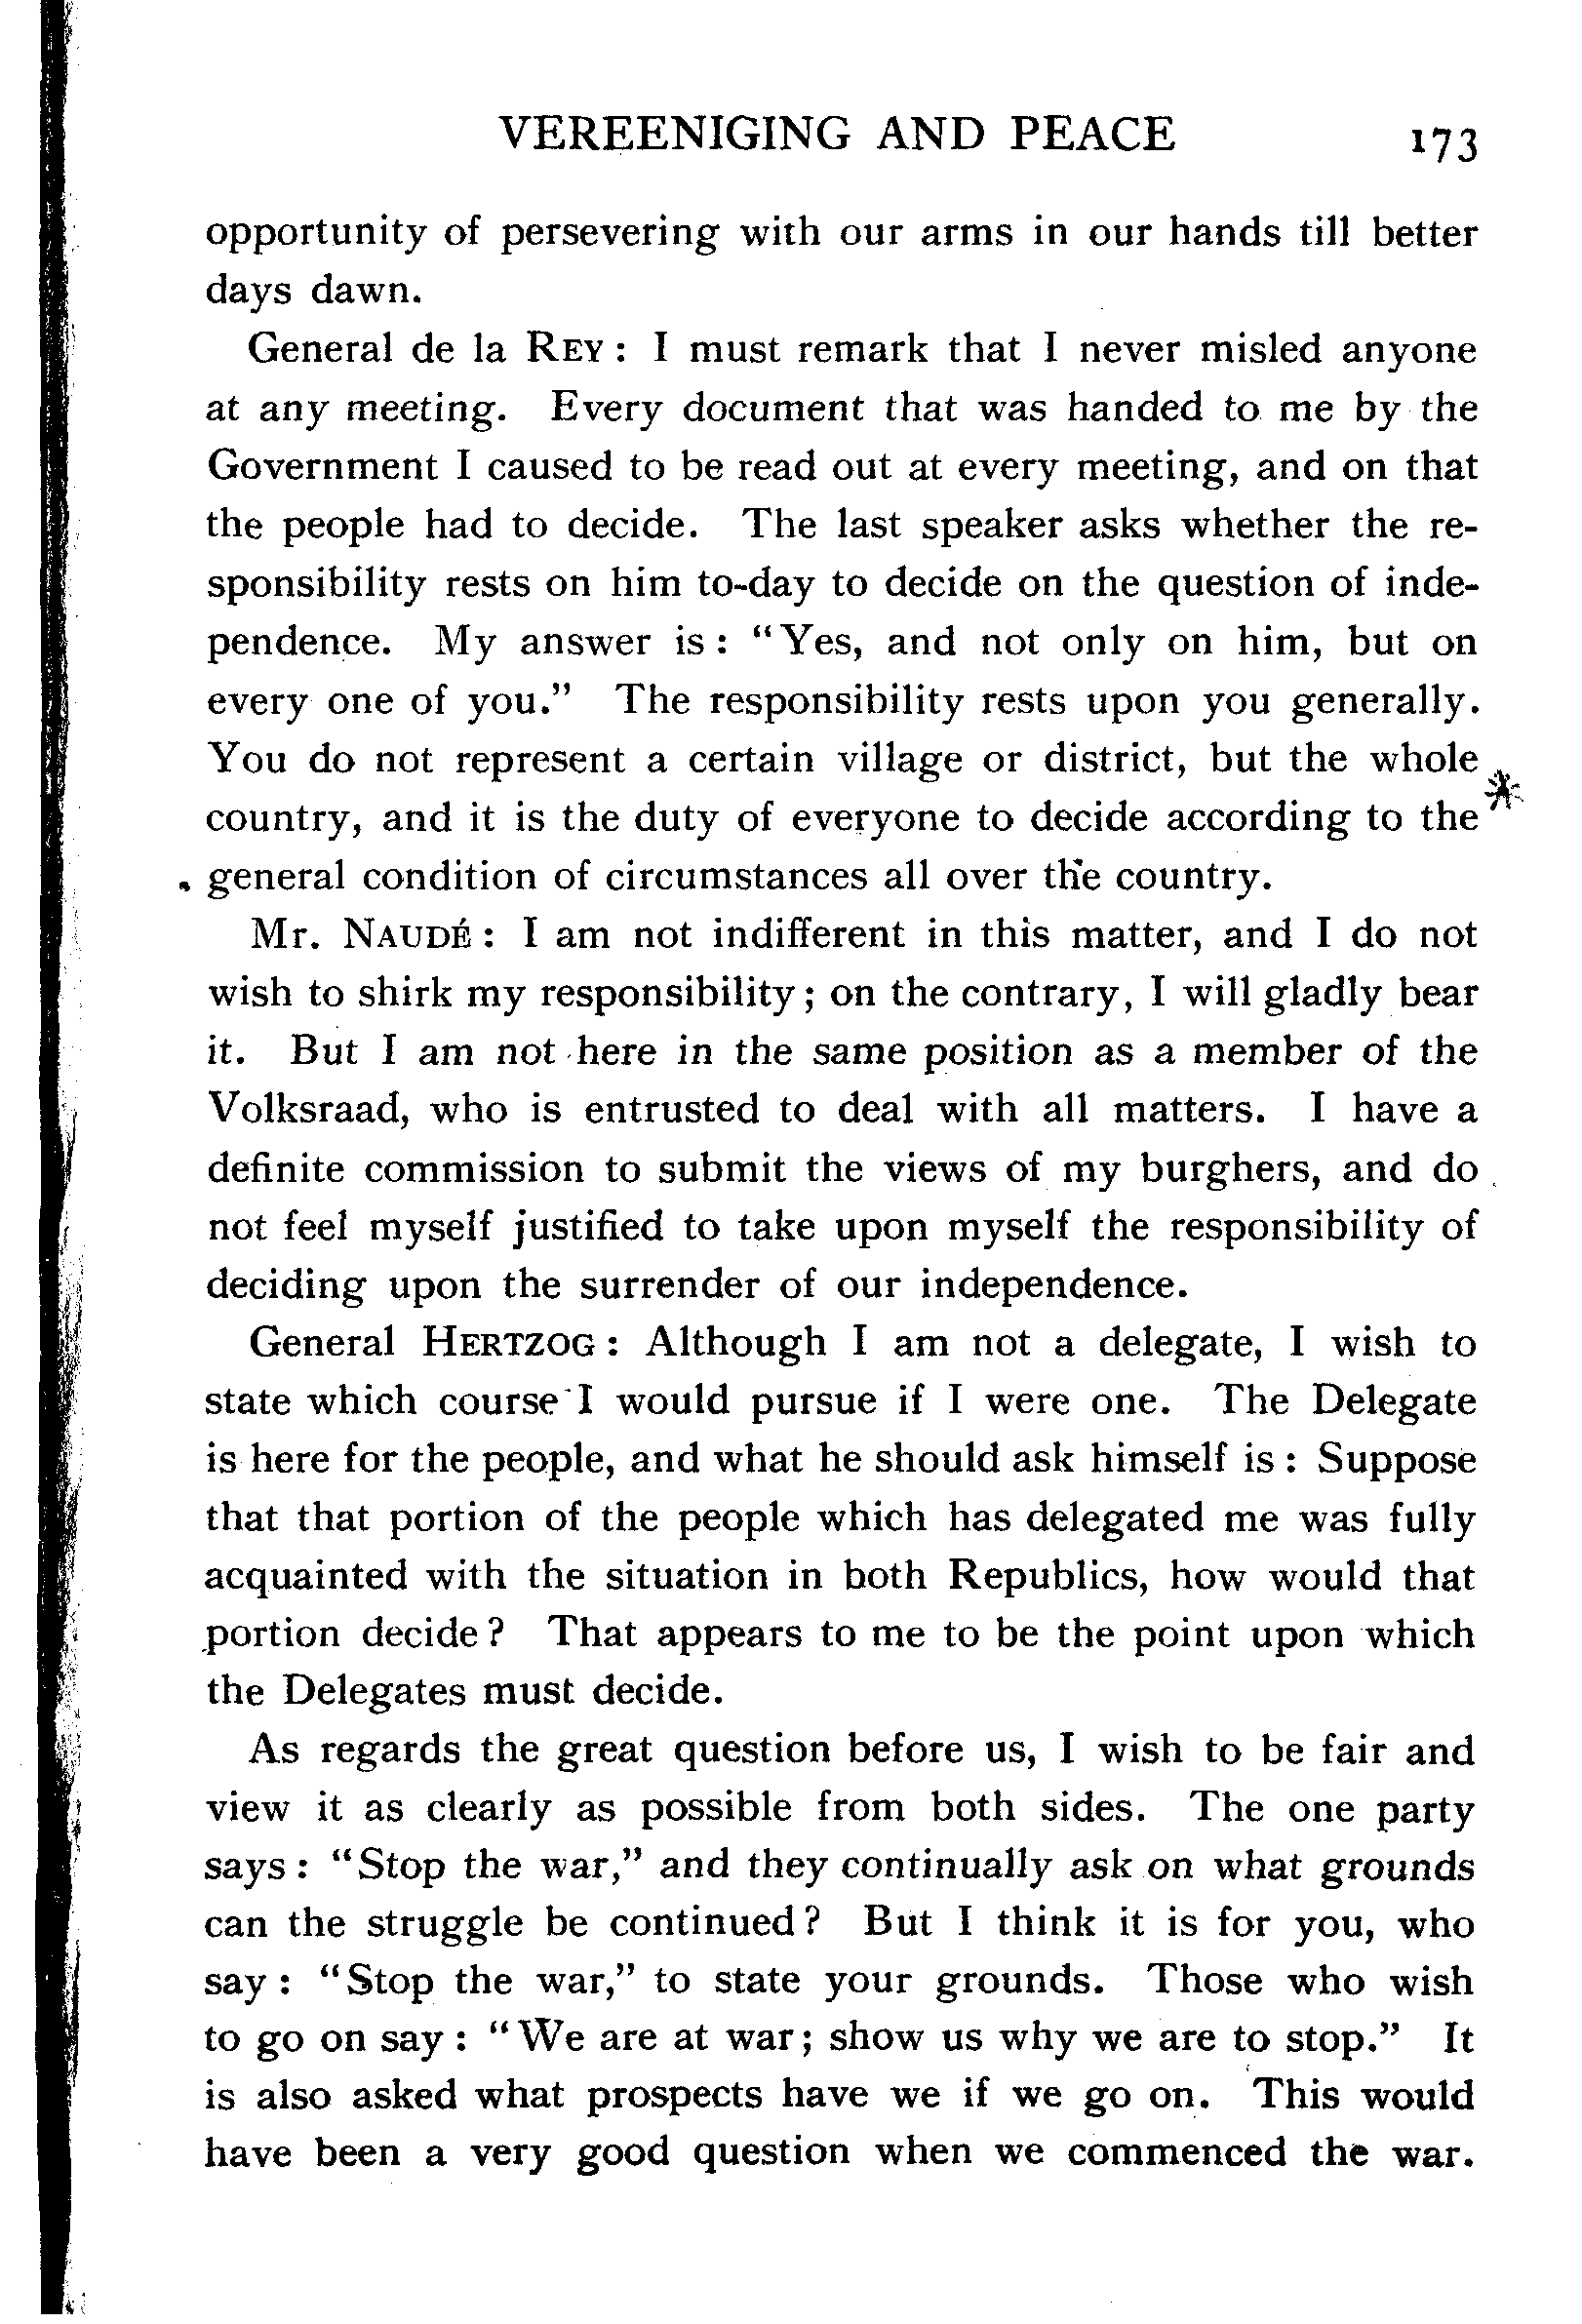 VEREENIGING AND PEACE 173
opportunity of persevering with our arms in our hands till better
days dawn.
General de la REY : I must remark that I never misled anyone
at any meeting. Every document that was handed to me by the
Government I caused to be read out at every meeting, and on that
the people had to decide. The last speaker asks whether the re-
sponsibility rests on him to-day to decide on the question of inde-
pendence. My answer is : “Yes, and not only on him, but on
every one of you.” The responsibility rests upon you generally.
You do not represent a certain village or district, but the whole
country, and it is the duty of everyone to decide according to the
general condition of circumstances all over the country.
Mr. NAUDÉ : I am not indifferent in this matter, and I do not
wish to shirk my responsibility ; on the contrary, I will gladly bear
it. But I am not here in the same position as a member of the
Volksraad, who is entrusted to deal with all matters. I have a
definite commission to submit the views of my burghers, and do
not feel myself justified to take upon myself the responsibility of
deciding upon the surrender of our independence.
General HERTZOG : Although I am not a delegate, I wish to
state which course I would pursue if I were one. The Delegate
is here for the people, and what he should ask himself is : Suppose
that that portion of the people which has delegated me was fully
acquainted with the situation in both Republics, how would that
portion decide ? That appears to me to be the point upon which
the Delegates must decide.
As regards the great question before us, I wish to be fair and
view it as clearly as possible from both sides. The one party
says : “Stop the war,” and they continually ask on what grounds
can the struggle be continued ? But I think it is for you, who
say : “Stop the war,” to state your grounds. Those who wish
to go on say : “We are at war ; show us why we are to stop.” It
is also asked what prospects have we if we go on. This would
have been a very good question when we commenced the war.